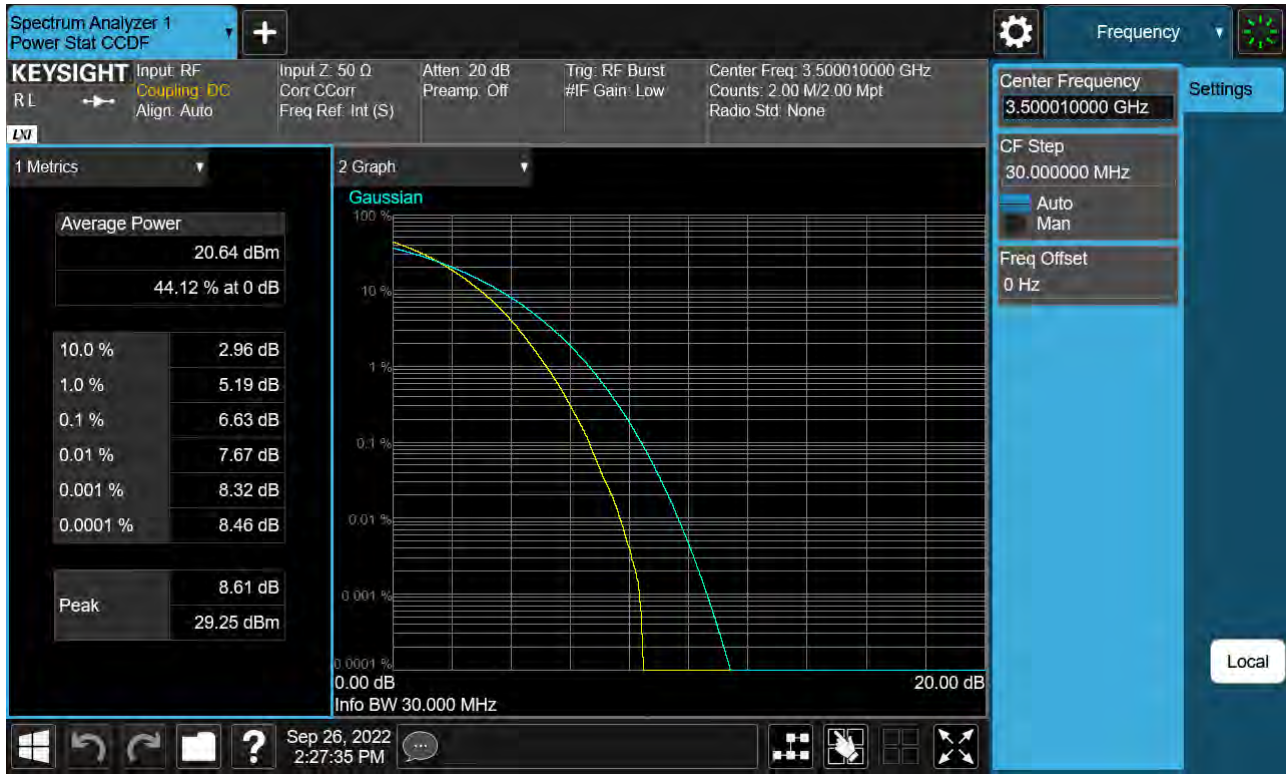 Spectrum Analyzer 1
Power Stat CCDF
Frequency
KEYSIGHT
RL
LXI
Input: RF
Coupling: DC
Align: Auto
Input Z: 50 Ω
Corr CCorr
Freq Ref: Int (S)
Atten: 20 dB
Preamp: Off
Trig: RF Burst
#IF Gain: Low
Center Freq: 3.500010000 GHz
Counts: 2.00 M/2.00 Mpt
Radio Std: None
Center Frequency
3.500010000 GHz
Settings
CF Step
30.000000 MHz
Auto
Man
Freq Offset
0 Hz
Local
1 Metrics
Average Power
20.64 dBm
44.12 % at 0 dB
10.0 % 2.96 dB
1.0 % 5.19 dB
0.1 % 6.63 dB
0.01 % 7.67 dB
0.001 % 8.32 dB
0.0001 % 8.46 dB
Peak
8.61 dB
29.25 dBm
2 Graph
Gaussian
100 %
10 %
1 %
0.1 %
0.01 %
0.001 %
0.0001 %
0.00 dB
20.00 dB
Info BW 30.000 MHz
?
Sep 26, 2022
2:27:35 PM